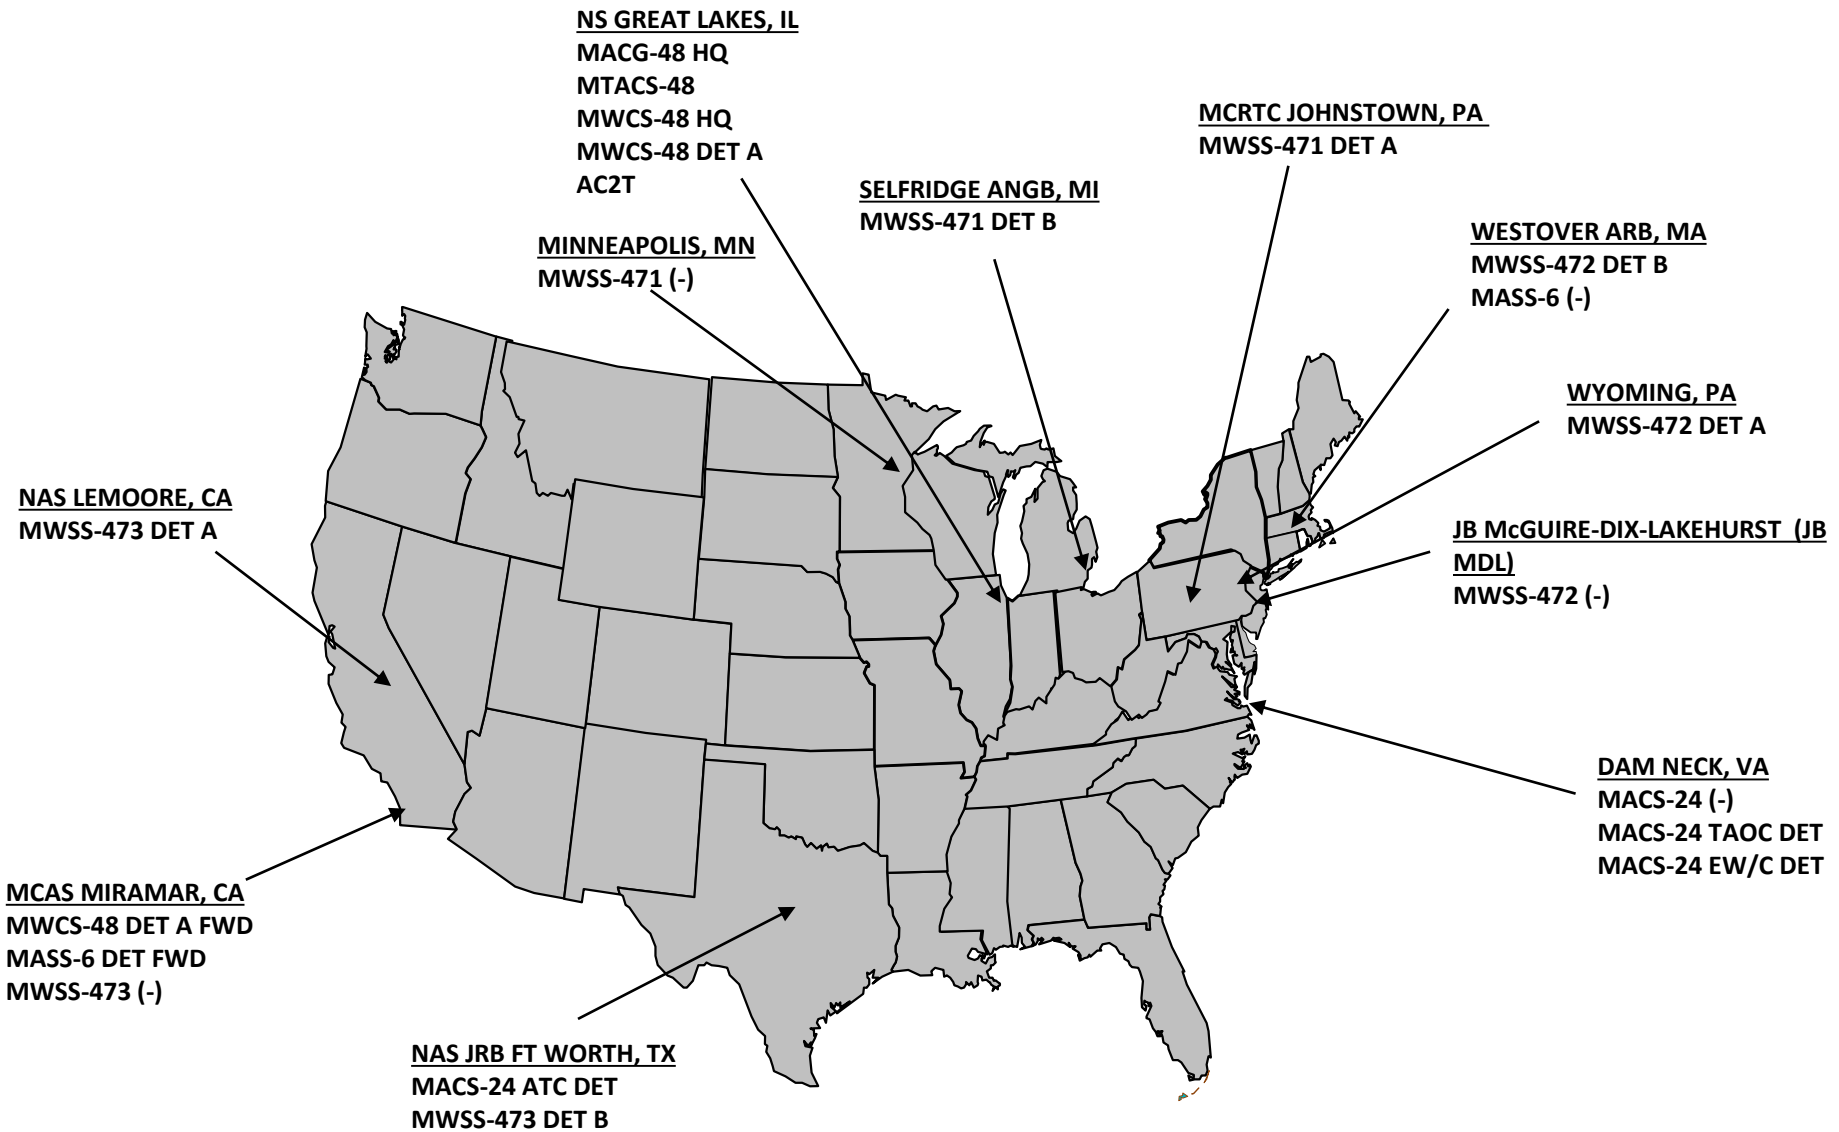 NS GREAT LAKES, IL
MACG-48 HQ
MTACS-48
MWCS-48 HQ
MWCS-48 DET A
AC2T
MCRTC JOHNSTOWN, PA
MWSS-471 DET A
SELFRIDGE ANGB, MI
MWSS-471 DET B
MINNEAPOLIS, MN
MWSS-471 (-)
WESTOVER ARB, MA
MWSS-472 DET B
MASS-6 (-)
WYOMING, PA
MWSS-472 DET A
NAS LEMOORE, CA
MWSS-473 DET A
JB McGUIRE-DIX-LAKEHURST (JB
MDL)
MWSS-472 (-)
DAM NECK, VA
MACS-24 (-)
MACS-24 TAOC DET
MACS-24 EW/C DET
MCAS MIRAMAR, CA
MWCS-48 DET A FWD
MASS-6 DET FWD
MWSS-473 (-)
NAS JRB FT WORTH, TX
MACS-24 ATC DET
MWSS-473 DET B